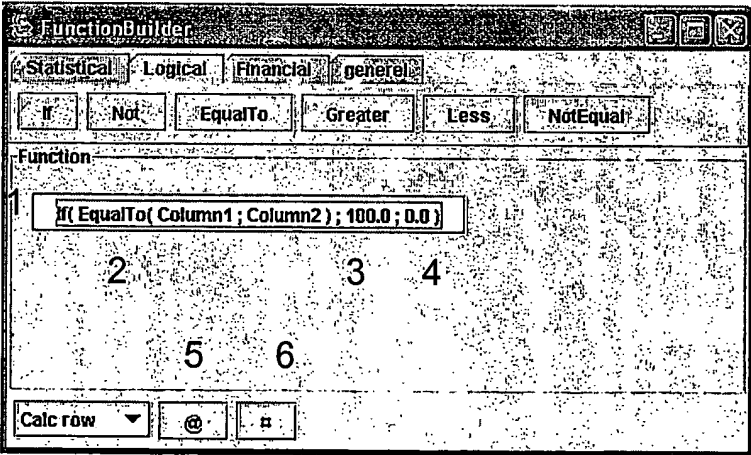 FunctionBuilder
Statistical Logical Financial generel
If Not EqualTo Greater Less NotEqual
Function
1 If( EqualTo( Column1 ; Column2 ) ; 100.0 ; 0.0 )
2 3 4
5 6
Calc row @ ¤